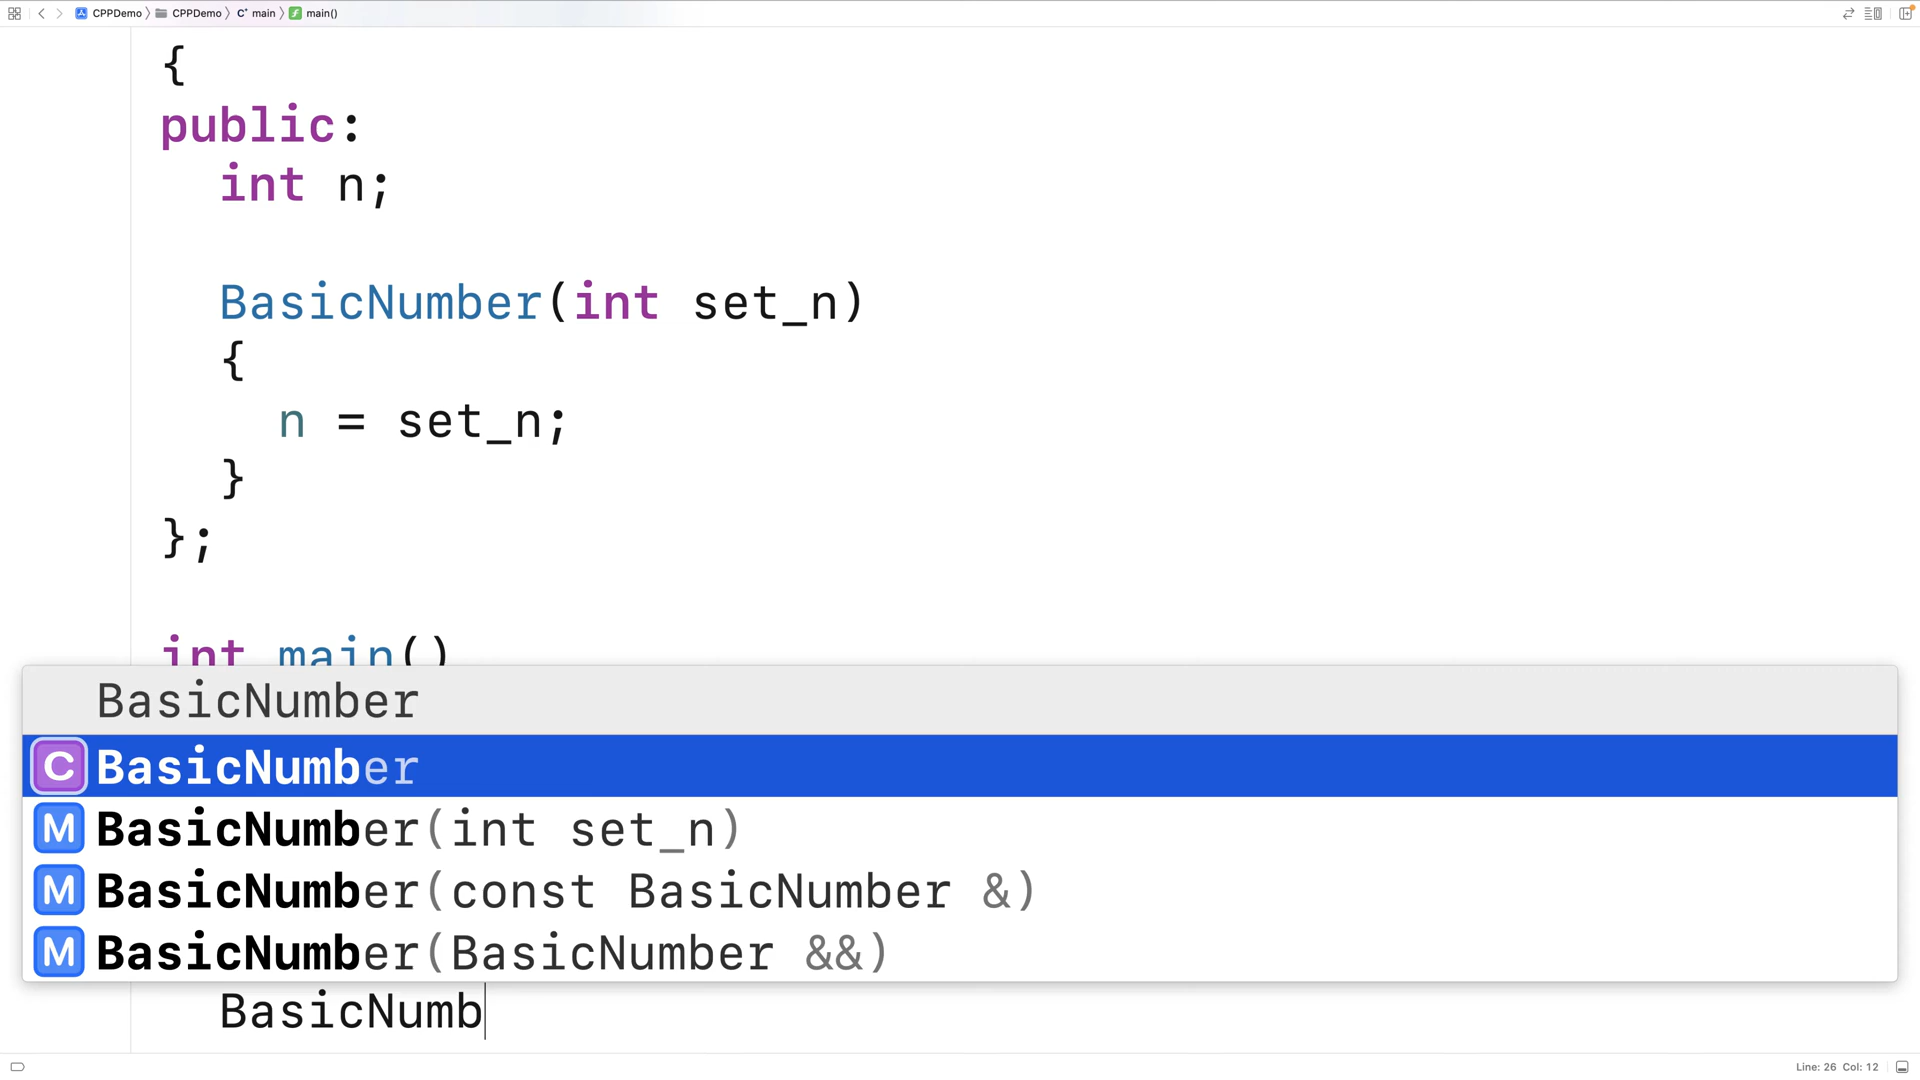 CPPDemo CPPDemo C+ main f main()
{
public:
int n;
BasicNumber(int set_n)
{
n = set_n;
}
};
int main()
BasicNumber
C BasicNumber
M BasicNumber(int set_n)
M BasicNumber(const BasicNumber &)
M BasicNumber(BasicNumber &&)
BasicNumb
Line: 26 Col: 12